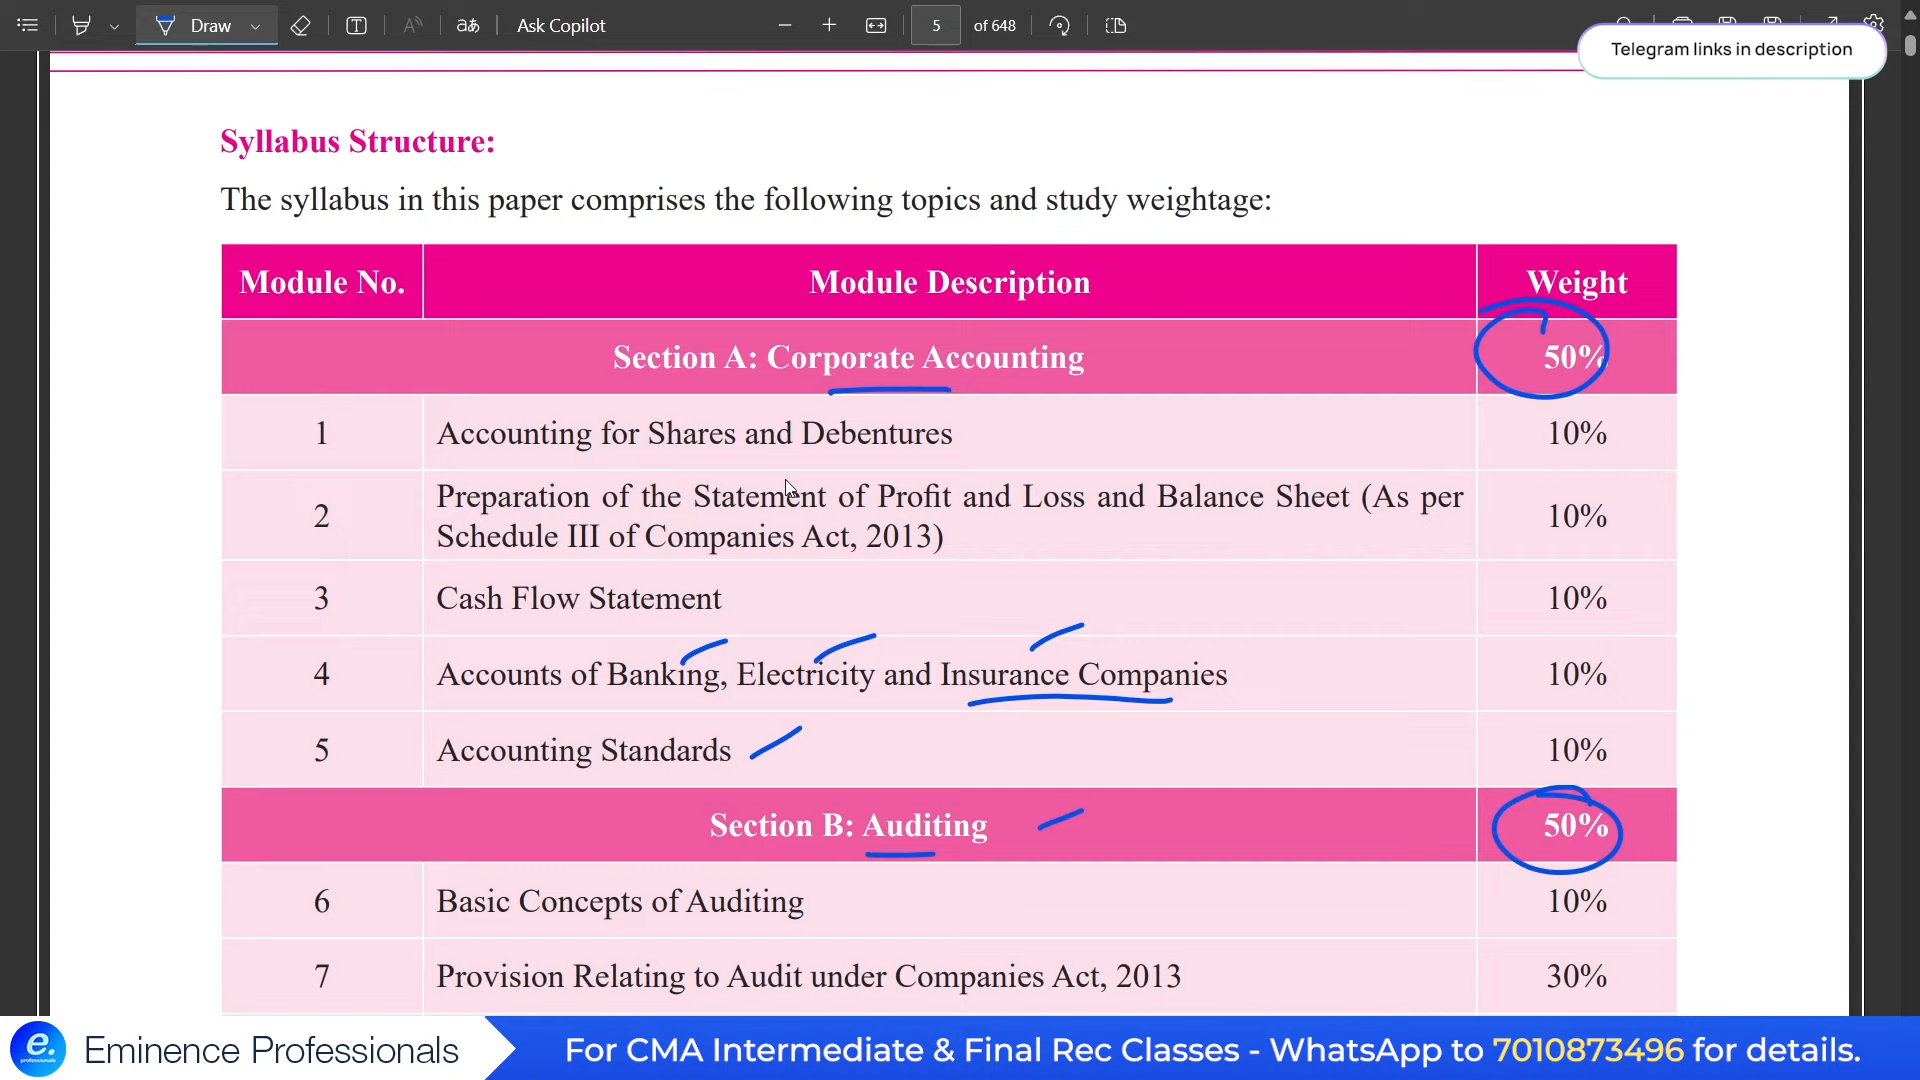 Draw
Ask Copilot
5 of 648
Telegram links in description
Syllabus Structure:
The syllabus in this paper comprises the following topics and study weightage:
Module No. Module Description Weight
Section A: Corporate Accounting 50%
1 Accounting for Shares and Debentures 10%
2 Preparation of the Statement of Profit and Loss and Balance Sheet (As per
Schedule III of Companies Act, 2013) 10%
3 Cash Flow Statement 10%
4 Accounts of Banking, Electricity and Insurance Companies 10%
5 Accounting Standards 10%
Section B: Auditing 50%
6 Basic Concepts of Auditing 10%
7 Provision Relating to Audit under Companies Act, 2013 30%
e.
professionals
Eminence Professionals
For CMA Intermediate & Final Rec Classes - WhatsApp to 7010873496 for details.